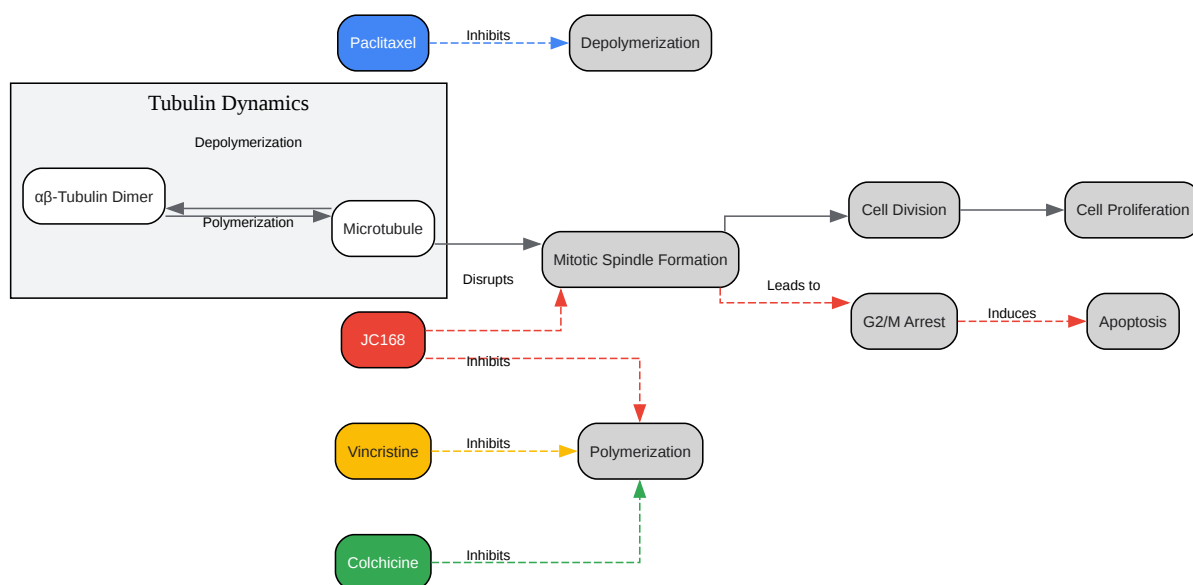 Paclitaxel
Inhibits
Depolymerization
Tubulin Dynamics
Depolymerization
αβ-Tubulin Dimer
Polymerization
Microtubule
Cell Division
Cell Proliferation
Mitotic Spindle Formation
Disrupts
Leads to
JC168
G2/M Arrest
Induces
Apoptosis
Inhibits
Vincristine
Inhibits
Polymerization
Colchicine
Inhibits